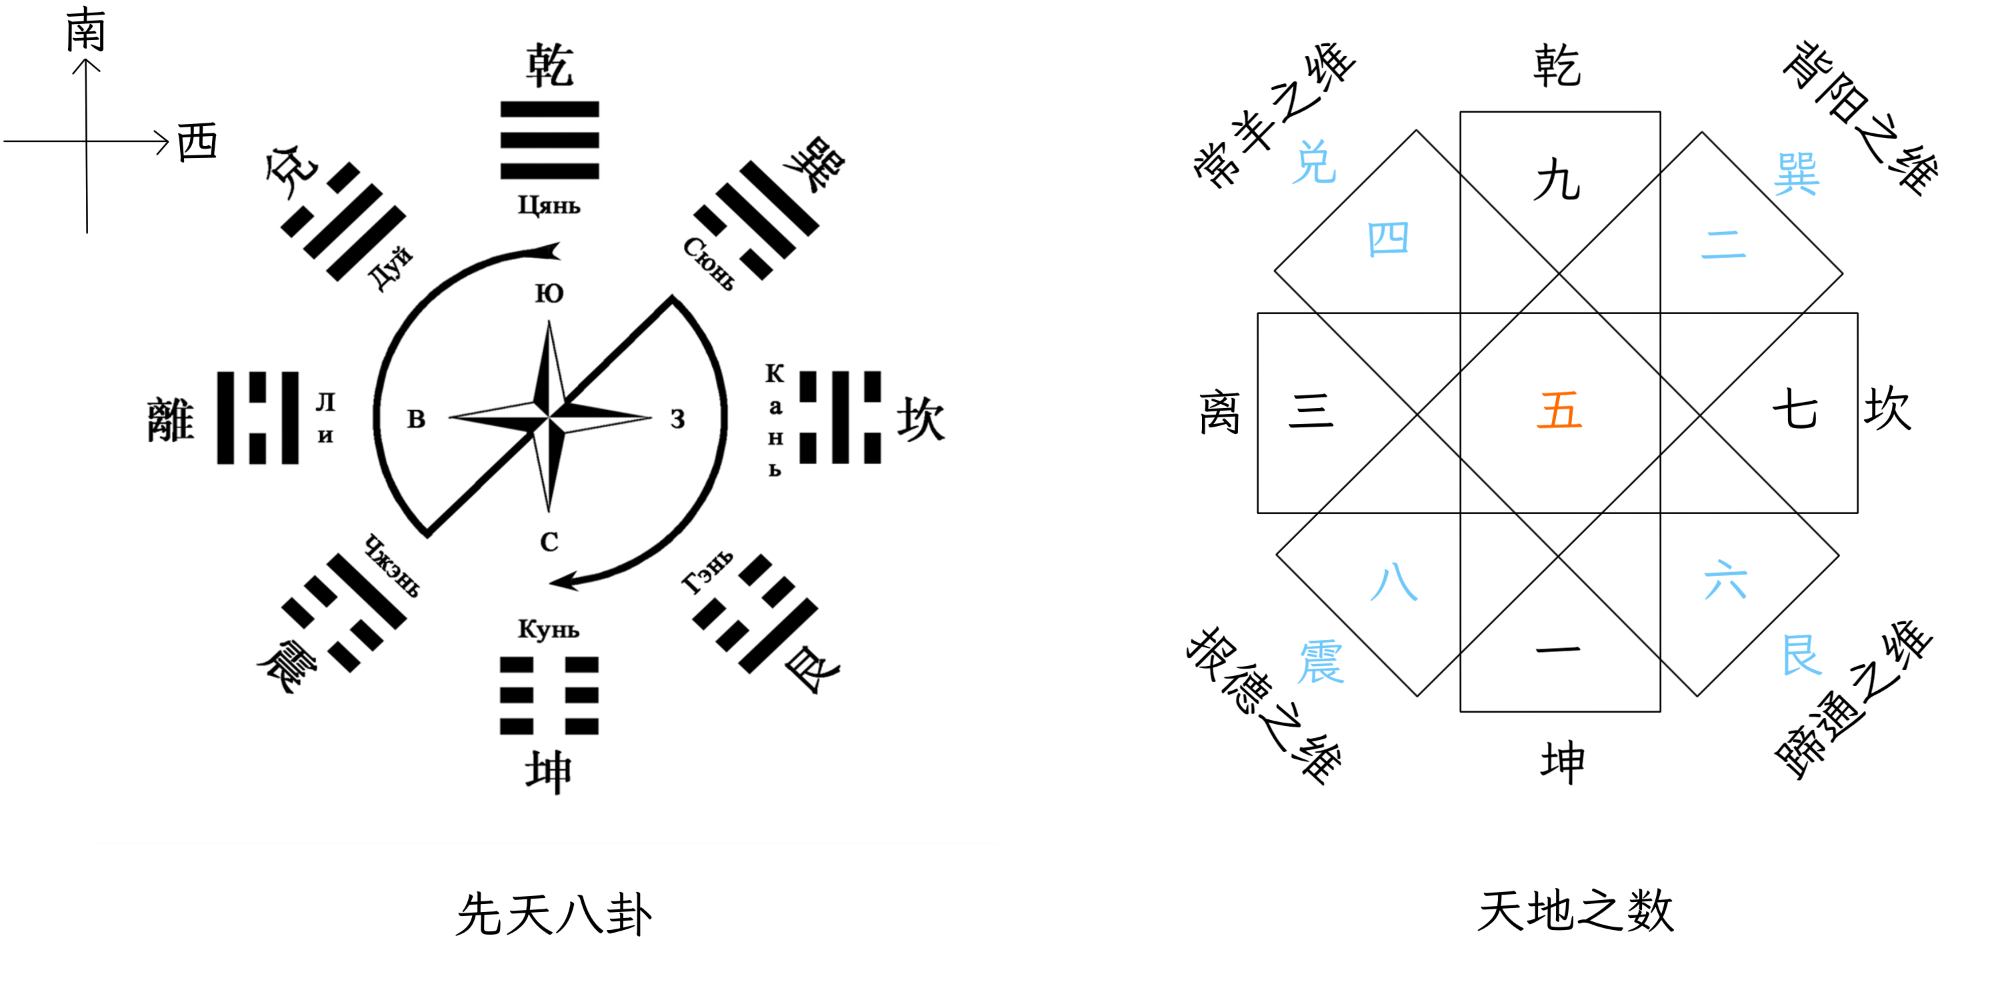 南
西
乾
Цянь
兑
Дуй
巽
Сюнь
離
Ли
坎
Кань
震
Чжэнь
艮
Гэнь
Кунь
坤
Ю
В
З
С
先天八卦
乾
常羊之维
背阳之维
兑
巽
九
四
二
离
三
五
七
坎
八
六
一
震
艮
报德之维
蹄通之维
坤
天地之数